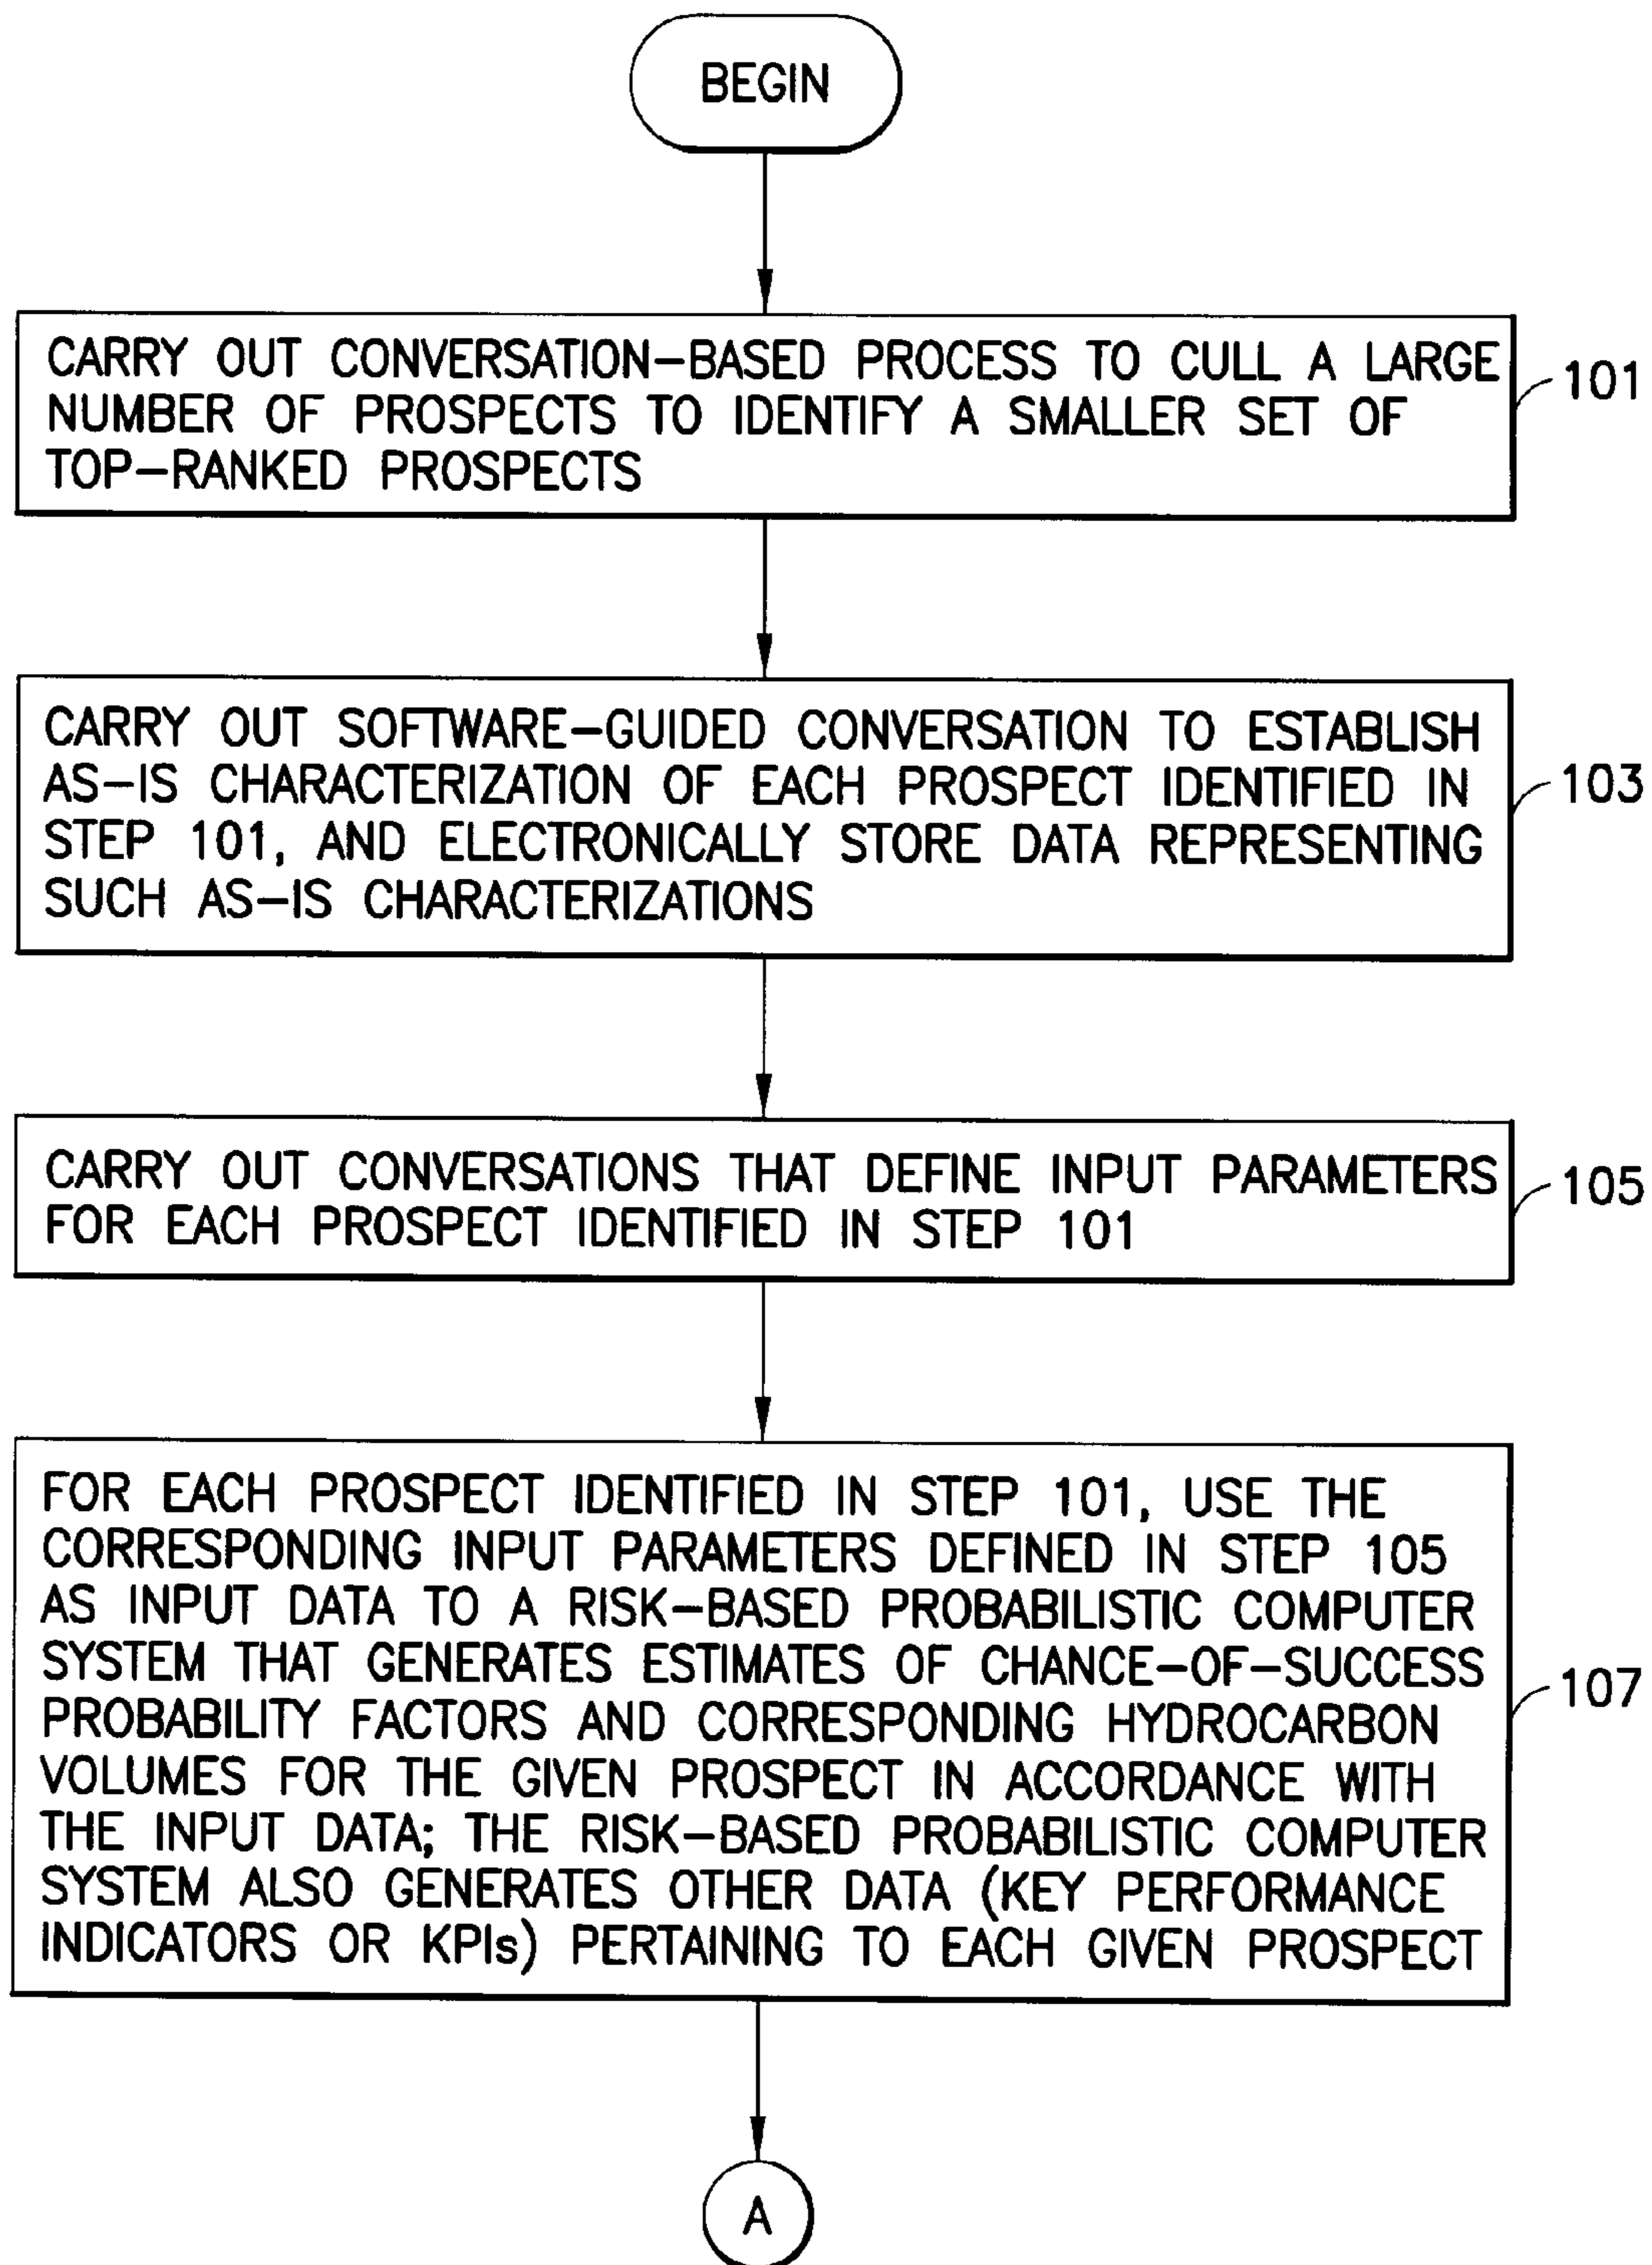 BEGIN
CARRY OUT CONVERSATION-BASED PROCESS TO CULL A LARGE
NUMBER OF PROSPECTS TO IDENTIFY A SMALLER SET OF
TOP-RANKED PROSPECTS
101
CARRY OUT SOFTWARE-GUIDED CONVERSATION TO ESTABLISH
AS-IS CHARACTERIZATION OF EACH PROSPECT IDENTIFIED IN
STEP 101, AND ELECTRONICALLY STORE DATA REPRESENTING
SUCH AS-IS CHARACTERIZATIONS
103
CARRY OUT CONVERSATIONS THAT DEFINE INPUT PARAMETERS
FOR EACH PROSPECT IDENTIFIED IN STEP 101
105
FOR EACH PROSPECT IDENTIFIED IN STEP 101, USE THE
CORRESPONDING INPUT PARAMETERS DEFINED IN STEP 105
AS INPUT DATA TO A RISK-BASED PROBABILISTIC COMPUTER
SYSTEM THAT GENERATES ESTIMATES OF CHANCE-OF-SUCCESS
PROBABILITY FACTORS AND CORRESPONDING HYDROCARBON
VOLUMES FOR THE GIVEN PROSPECT IN ACCORDANCE WITH
THE INPUT DATA; THE RISK-BASED PROBABILISTIC COMPUTER
SYSTEM ALSO GENERATES OTHER DATA (KEY PERFORMANCE
INDICATORS OR KPIs) PERTAINING TO EACH GIVEN PROSPECT
107
A